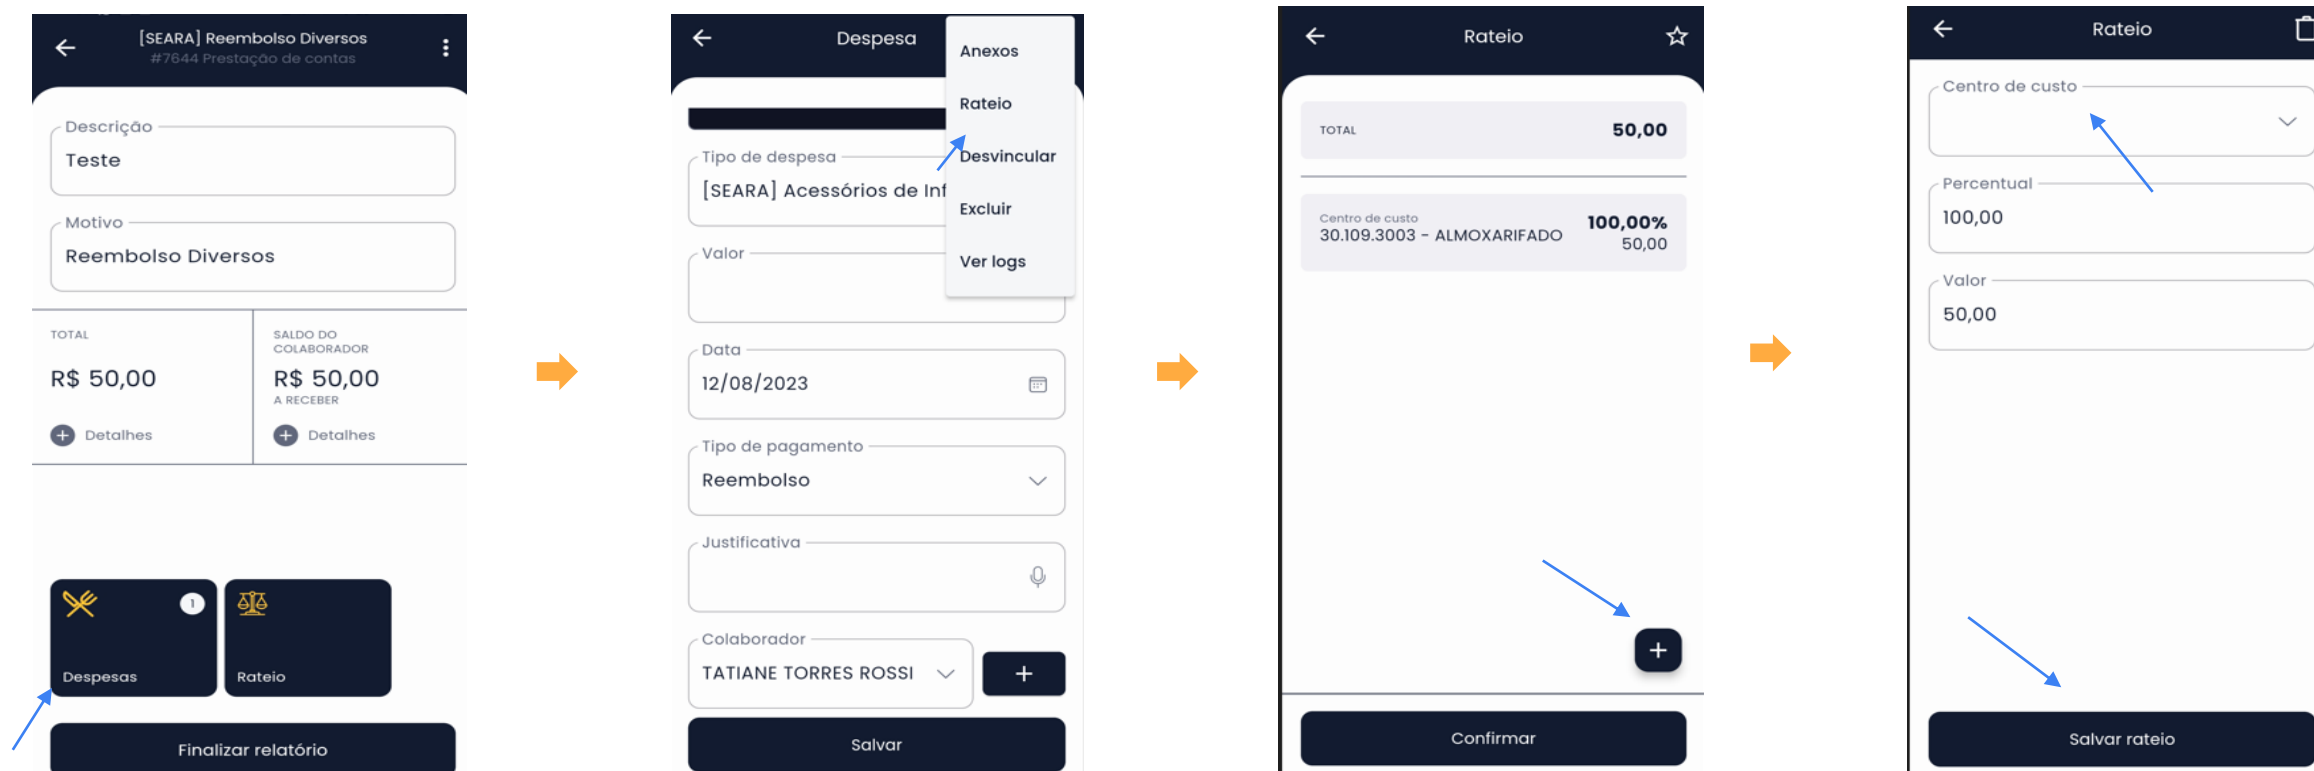 [SEARA] Reembolso Diversos
#7644 Prestação de contas
Descrição
Teste
Motivo
Reembolso Diversos
TOTAL
R$ 50,00
Detalhes
SALDO DO
COLABORADOR
R$ 50,00
A RECEBER
Detalhes
1
Despesas
Rateio
Finalizar relatório
Despesa
Anexos
Rateio
Desvincular
Excluir
Ver logs
Tipo de despesa
[SEARA] Acessórios de Inf
Valor
Data
12/08/2023
Tipo de pagamento
Reembolso
Justificativa
Colaborador
TATIANE TORRES ROSSI
+
Salvar
Rateio
TOTAL
50,00
Centro de custo
30.109.3003 - ALMOXARIFADO
100,00%
50,00
+
Confirmar
Rateio
Centro de custo
Percentual
100,00
Valor
50,00
Salvar rateio